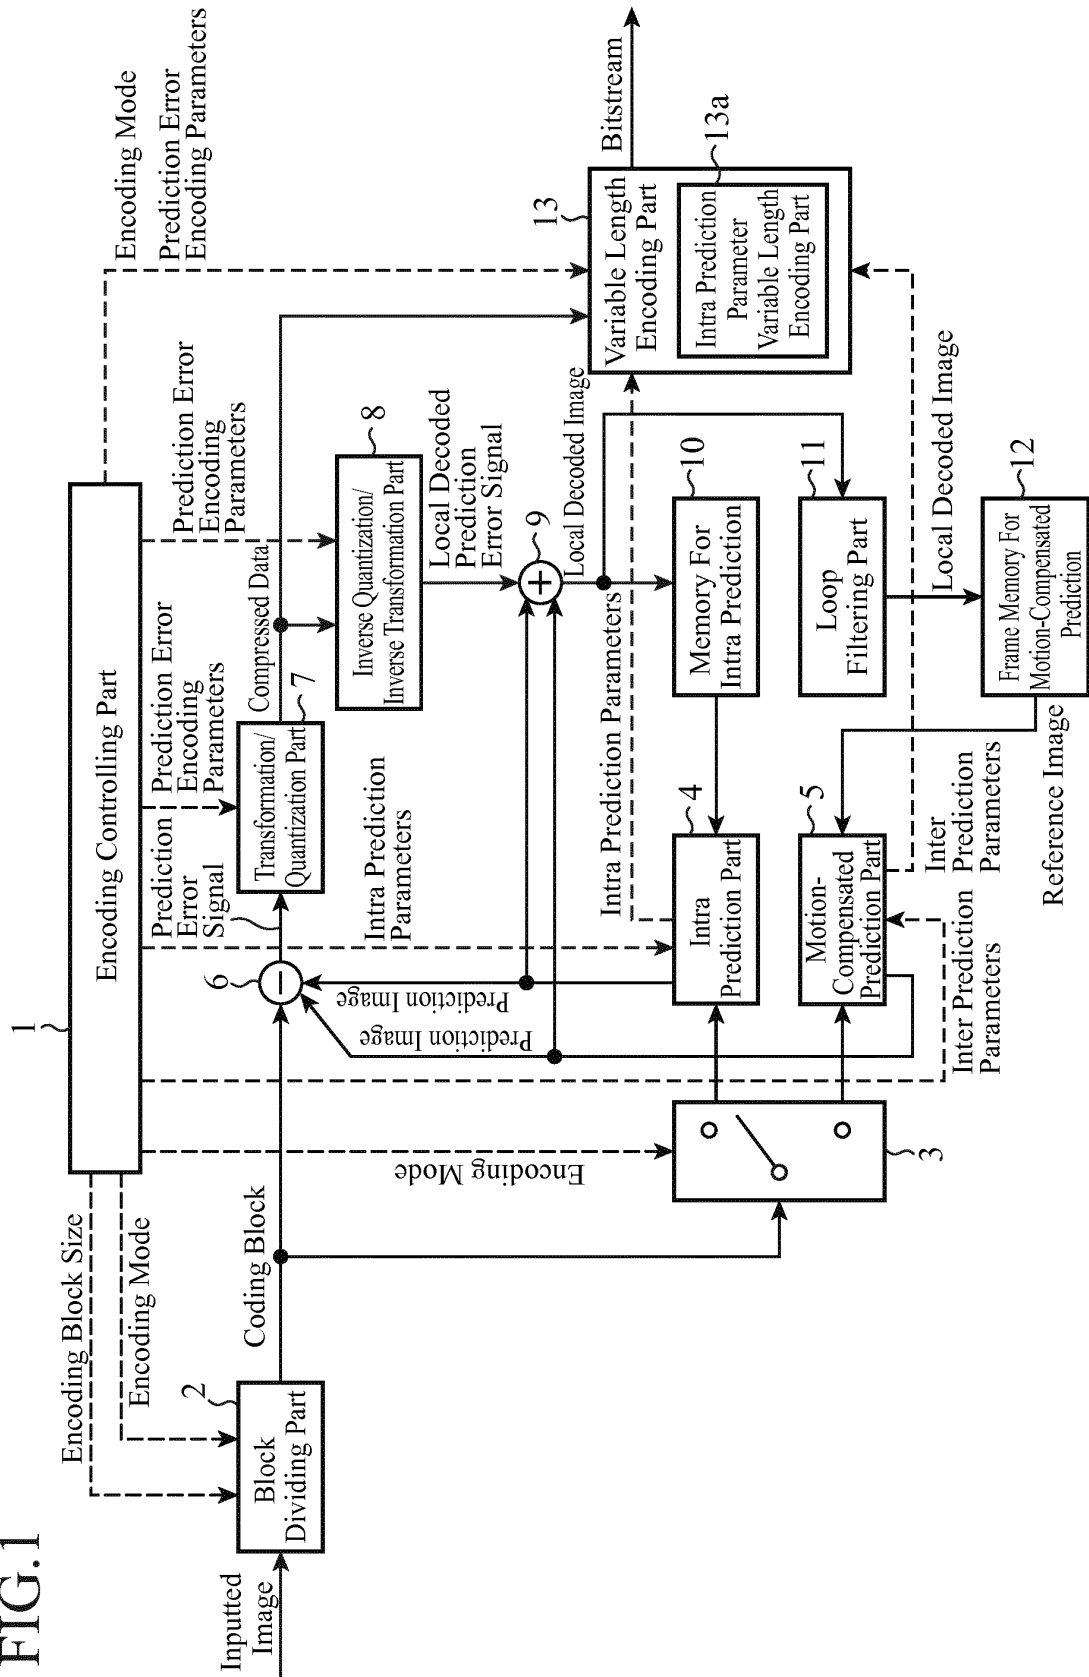 FIG.1
1
Encoding Controlling Part
Encoding Block Size
Encoding Mode
Encoding Mode
Prediction Error
Encoding Parameters
Inputted
Image
2
Block
Dividing Part
Coding Block
6
−
Prediction
Error
Signal
Prediction Error
Encoding
Parameters
7
Transformation/
Quantization Part
Compressed Data
Prediction Error
Encoding
Parameters
8
Inverse Quantization/
Inverse Transformation Part
Local Decoded
Prediction
Error Signal
9
+
Local Decoded Image
Intra Prediction
Parameters
Prediction Image
Prediction Image
Encoding Mode
3
Intra Prediction Parameters
4
Intra
Prediction Part
10
Memory For
Intra Prediction
5
Motion-
Compensated
Prediction Part
11
Loop
Filtering Part
Inter Prediction
Parameters
Inter
Prediction
Parameters
Local Decoded Image
Reference Image
12
Frame Memory For
Motion-Compensated
Prediction
13
Variable Length
Encoding Part
13a
Intra Prediction
Parameter
Variable Length
Encoding Part
Bitstream